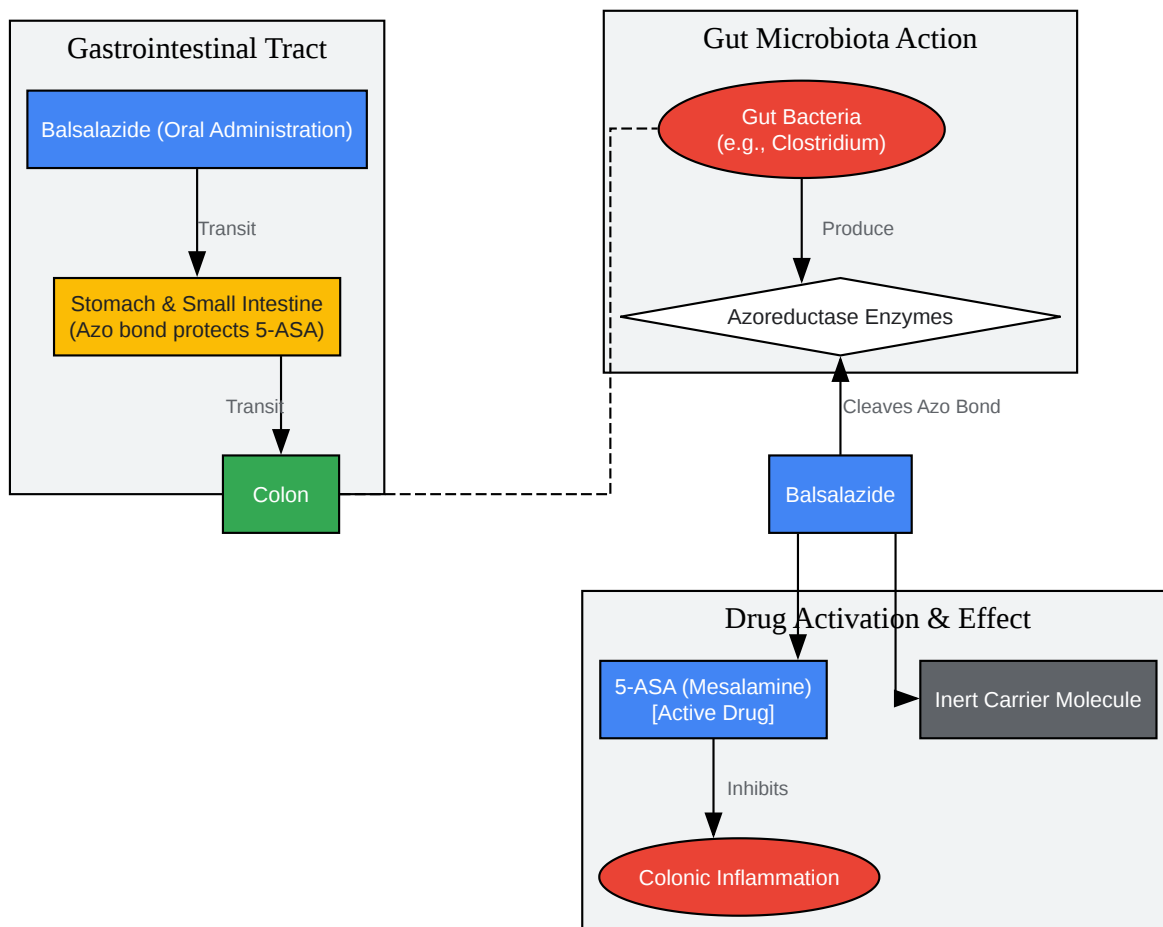 Gastrointestinal Tract
Balsalazide (Oral Administration)
Transit
Stomach & Small Intestine
(Azo bond protects 5-ASA)
Transit
Colon
Gut Microbiota Action
Gut Bacteria
(e.g., Clostridium)
Produce
Azoreductase Enzymes
Cleaves Azo Bond
Balsalazide
Drug Activation & Effect
5-ASA (Mesalamine)
[Active Drug]
Inert Carrier Molecule
Inhibits
Colonic Inflammation